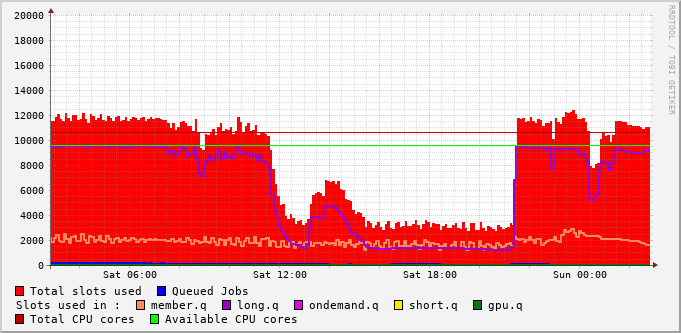 20000
18000
16000
14000
12000
10000
8000
6000
4000
2000
0
Sat 06:00 Sat 12:00 Sat 18:00 Sun 00:00
RRDTOOL / TOBI OETIKER
Total slots used Queued Jobs
Slots used in : member.q long.q ondemand.q short.q gpu.q
Total CPU cores Available CPU cores